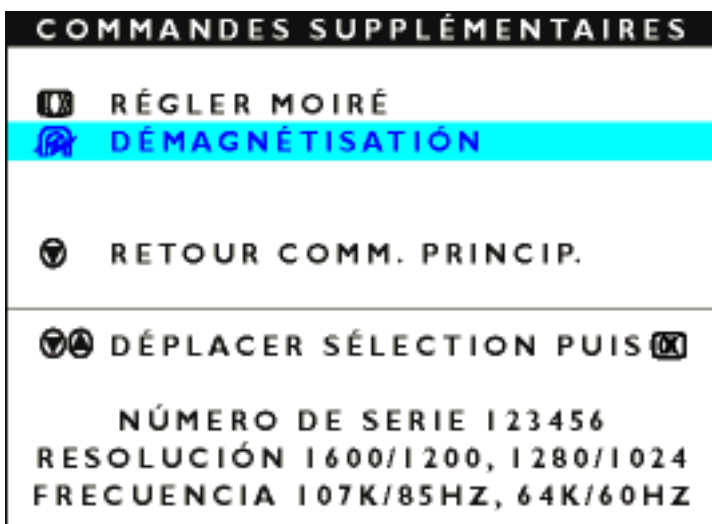 COMMANDES SUPPLÉMENTAIRES
RÉGLER MOIRÉ
DÉMAGNÉTISATIÓN
RETOUR COMM. PRINCIP.
DÉPLACER SÉLECTION PUIS OK
NÚMERO DE SERIE 123456
RESOLUCIÓN 1600/1200, 1280/1024
FRECUENCIA 107K/85HZ, 64K/60HZ